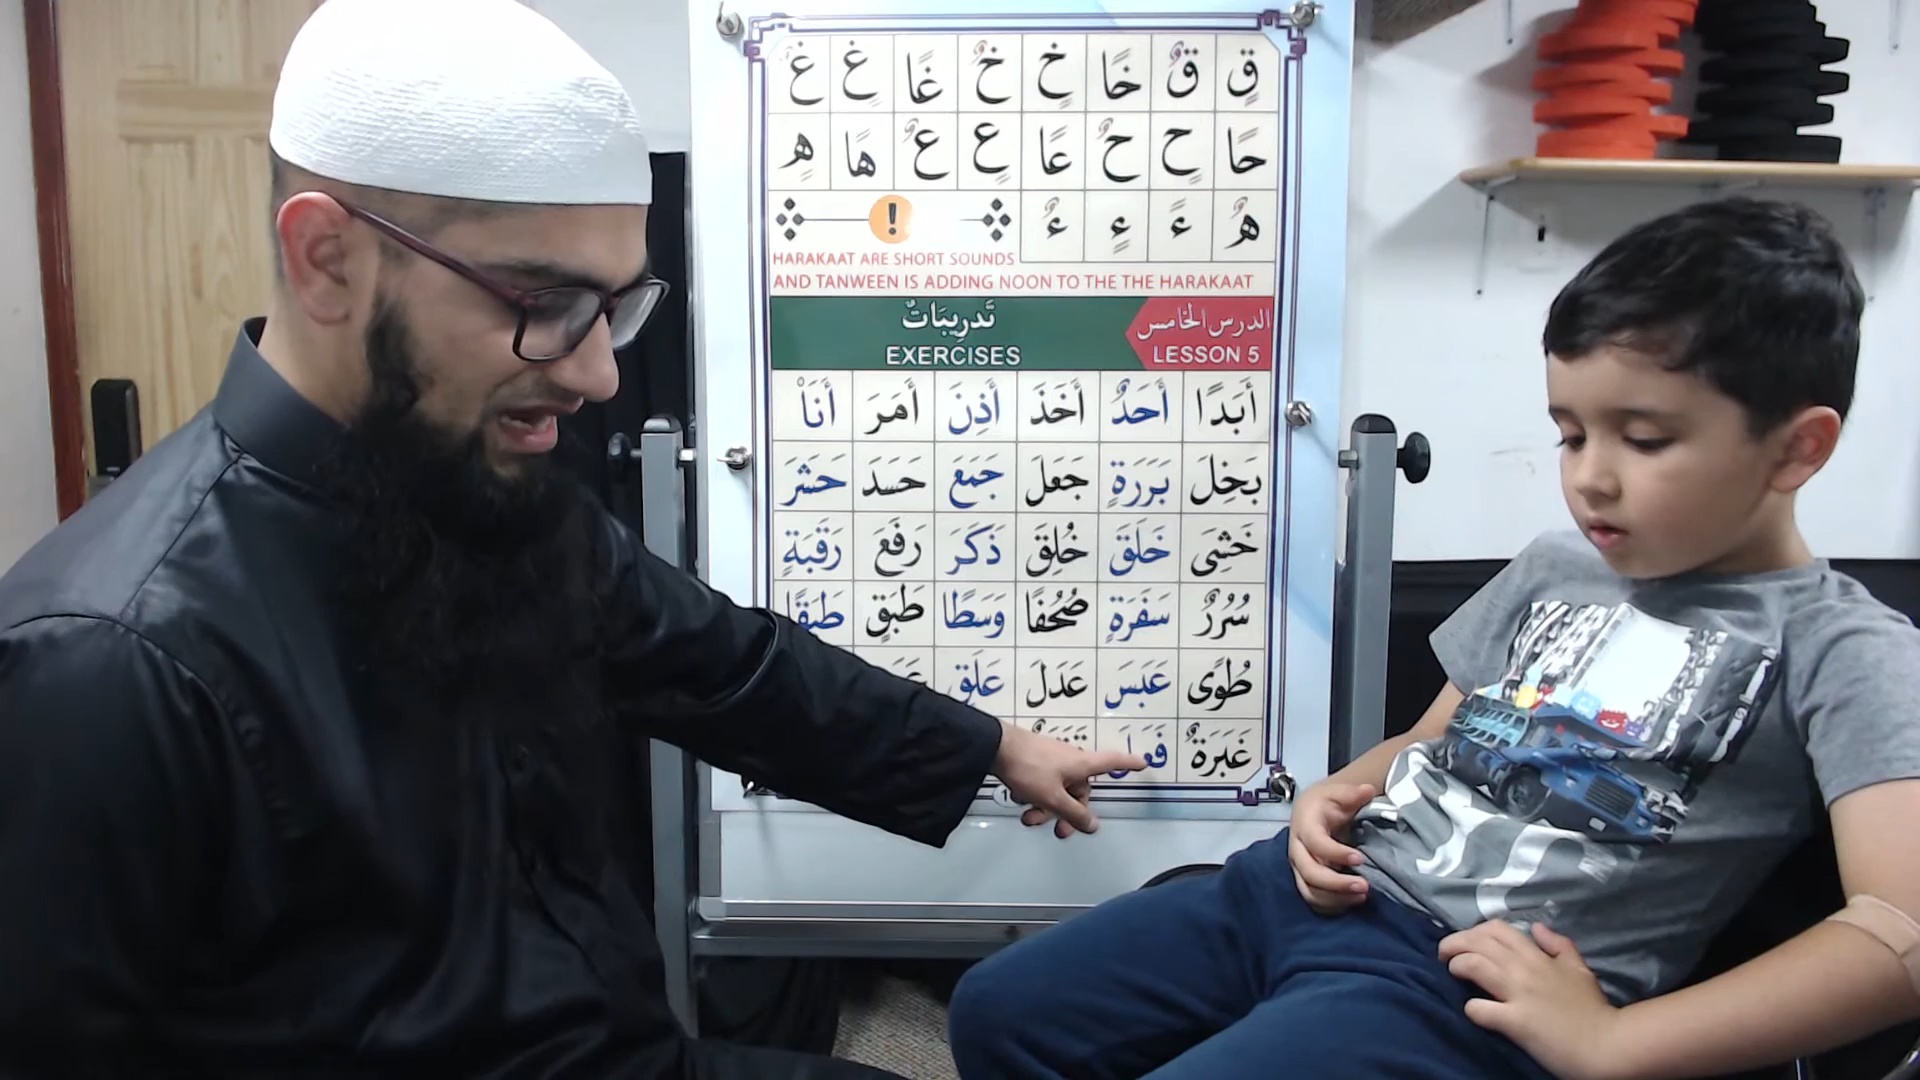 قٍ قٌ خًا خٍ خٌ غًا غٍ غٌ
حًا حٍ حٌ عًا عٍ عٌ هًا هٍ
هٌ ءً ءٍ ءٌ !
HARAKAAT ARE SHORT SOUNDS
AND TANWEEN IS ADDING NOON TO THE THE HARAKAAT
الدرس الخامس تَدرِيبَاتٌ
LESSON 5 EXERCISES
أَبَدًا أَحَدٌ أَخَذَ أَذِنَ أَمَرَ أَنَا۠
بَخِلَ بَرَرَةٍ جَعَلَ جَمَعَ حَسَدَ حَشَرَ
خَشِىَ خَلَقَ خُلِقَ ذَكَرَ رَفَعَ رَقَبَةٍ
سُرُرٌ سَفَرَةٍ صُحُفًا وَسَطًا طَبَقٍ طَبَقًا
طُوًى عَبَسَ عَدَلَ عَلَقٍ
غَبَرَةٌ فَعَلَ